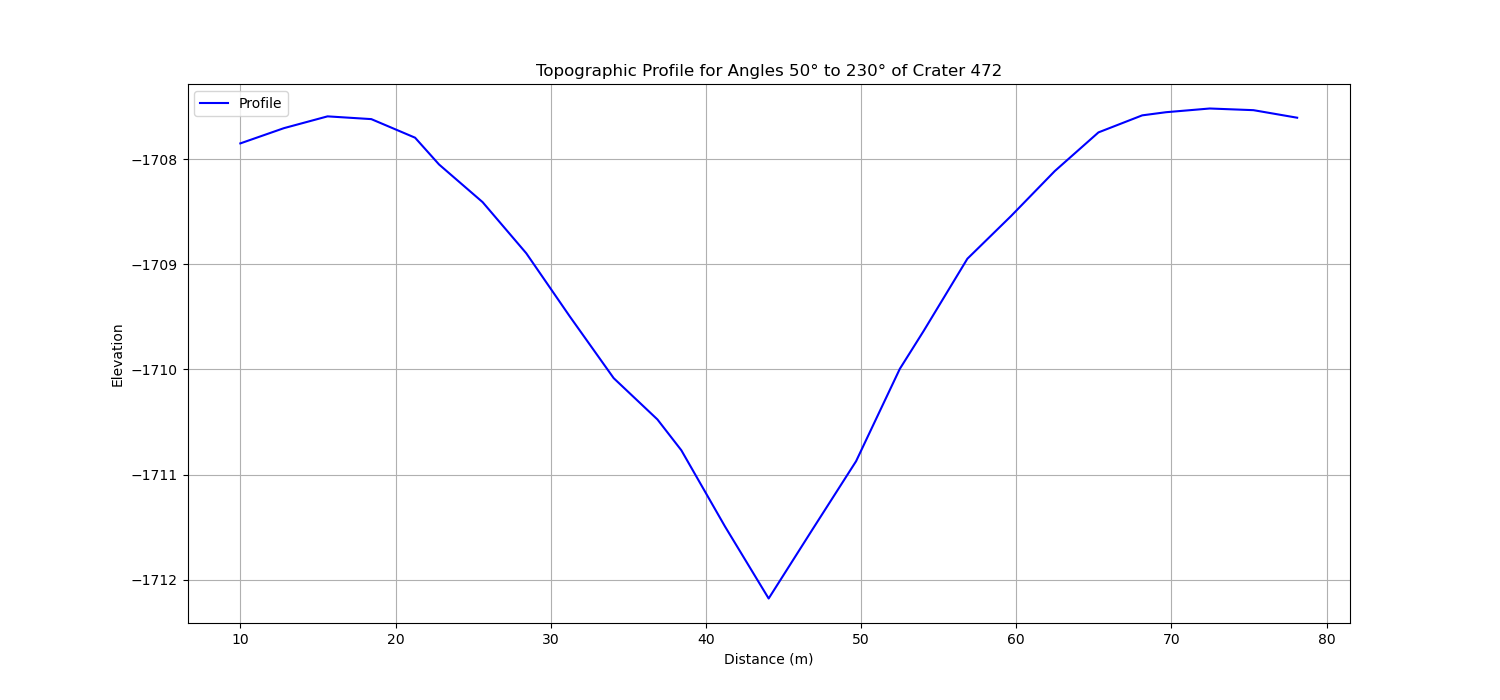 Topographic Profile for Angles 50° to 230° of Crater 472
Profile
−1708
−1709
−1710
−1711
−1712
Elevation
10 20 30 40 50 60 70 80
Distance (m)